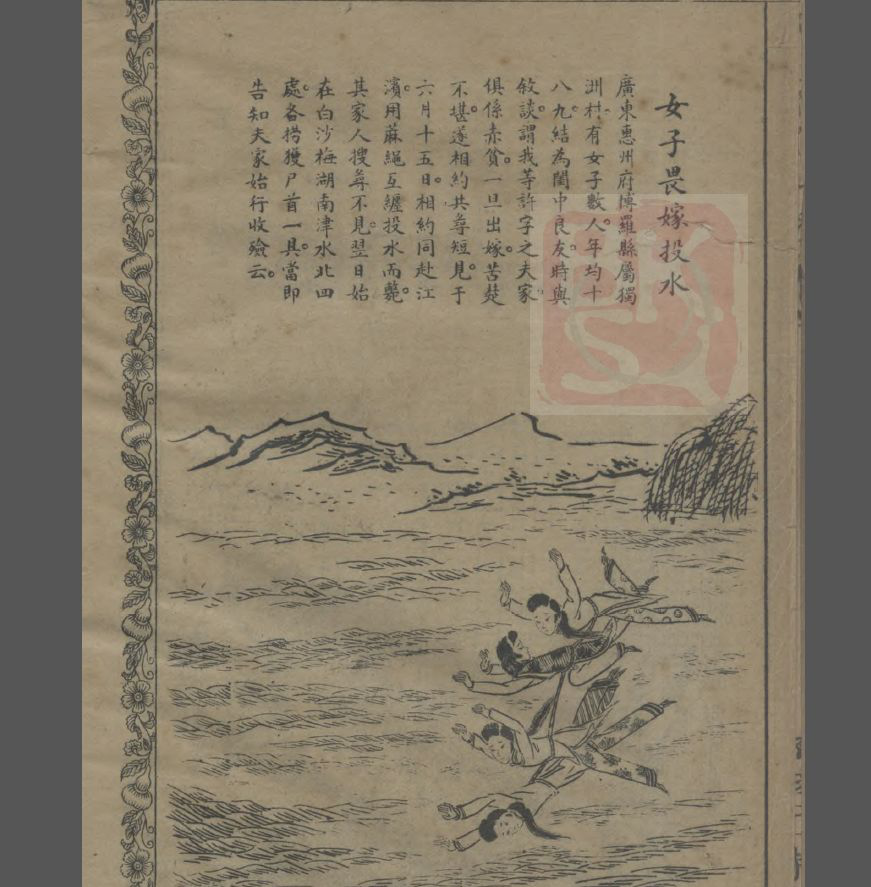 女子畏嫁投水
廣東惠州府博羅縣屬獨
洲村有女子數人。年均十
八九。結為閨中良友。時與
敘談。謂我等許字之夫家。
俱係赤貧。一旦出嫁。苦楚
不堪。遂相約共尋短見。于
六月十五日。相約同赴江
濱。用蔴繩互纏投水而斃。
其家人搜尋不見。翌日始
在白沙梅湖南津水北四
處。各撈獲尸首一具。當即
告知夫家始行收殮云。